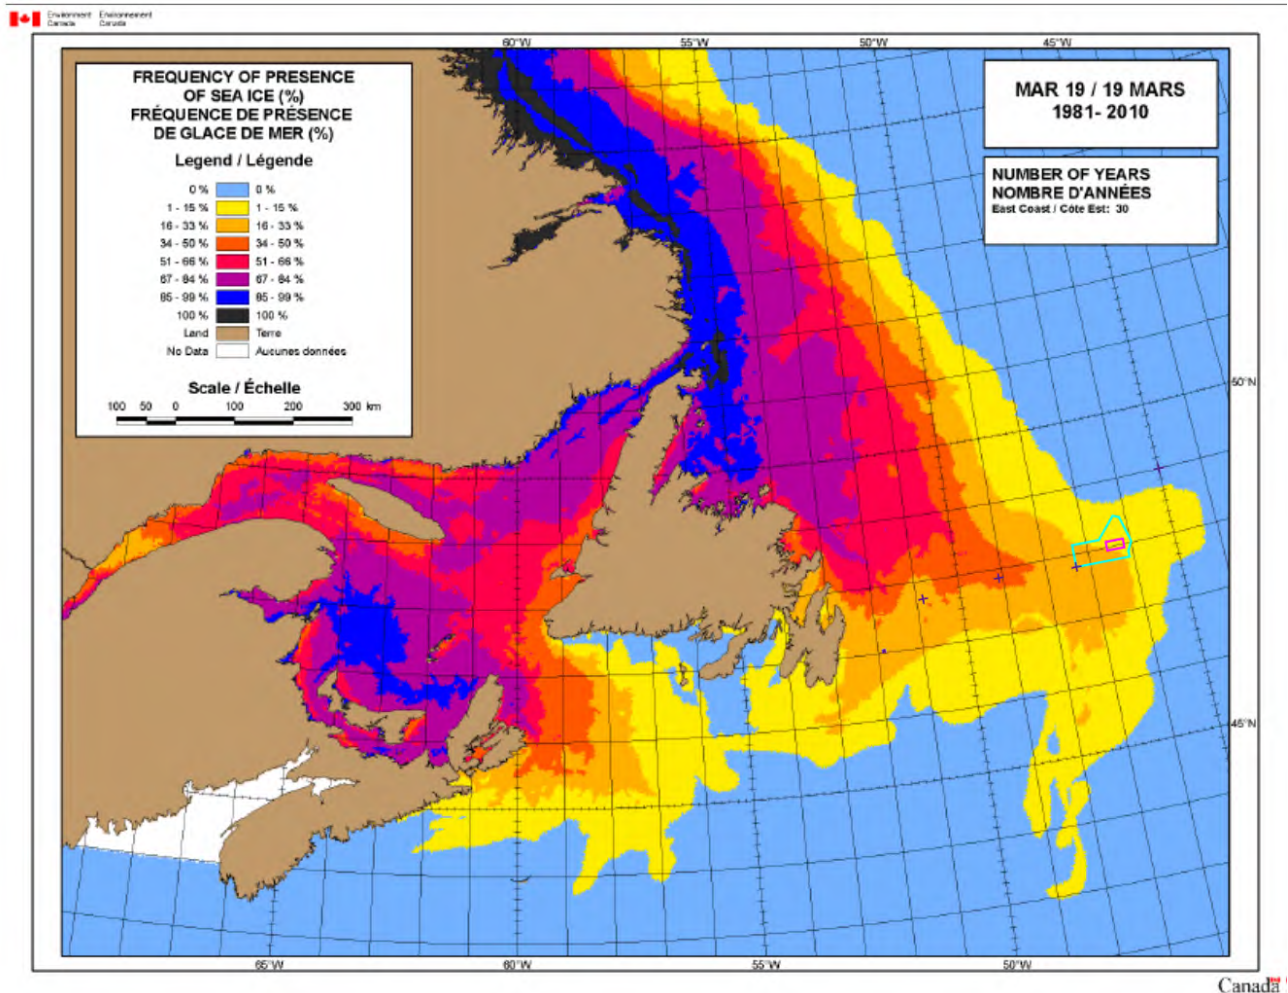 Environment Environnement
Canada Canada
60°W 55°W 50°W 45°W
FREQUENCY OF PRESENCE
OF SEA ICE (%)
FRÉQUENCE DE PRÉSENCE
DE GLACE DE MER (%)
Legend / Légende
0 % 0 %
1 - 15 % 1 - 15 %
16 - 33 % 16 - 33 %
34 - 50 % 34 - 50 %
51 - 66 % 51 - 66 %
67 - 84 % 67 - 84 %
85 - 99 % 85 - 99 %
100 % 100 %
Land Terre
No Data Aucunes données
Scale / Échelle
100 50 0 100 200 300 km
MAR 19 / 19 MARS
1981- 2010
NUMBER OF YEARS
NOMBRE D'ANNÉES
East Coast / Côte Est: 30
50°N
45°N
65°W 60°W 55°W 50°W
Canada